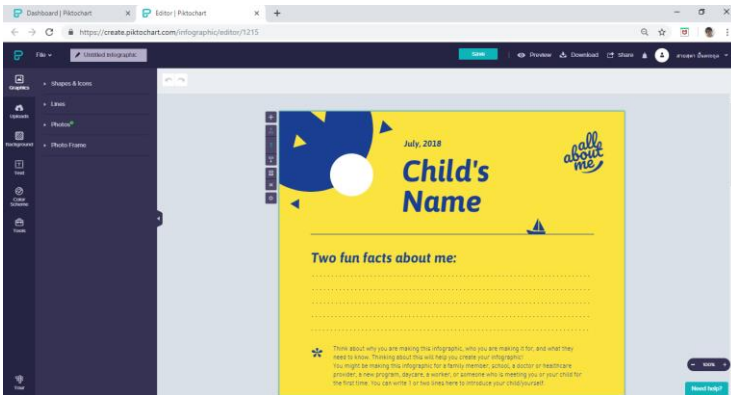 Dashboard | Piktochart
Editor | Piktochart
https://create.piktochart.com/infographic/editor/1215
File
Untitled Infographic
SAVE
Preview
Download
Share
Graphics
Uploads
Background
Text
Color Scheme
Tools
Tour
Shapes & Icons
Lines
Photos
Photo Frame
July, 2018
Child's
Name
all
about
me
Two fun facts about me:
Think about why you are making this infographic, who you are making it for, and what they
need to know. Thinking about this will help you create your infographic!
You might be making this infographic for a family member, school, a doctor or healthcare
provider, a new program, daycare, a worker, or someone who is meeting you or your child for
the first time. You can write 1 or two lines here to introduce your child/yourself.
100%
Need help?